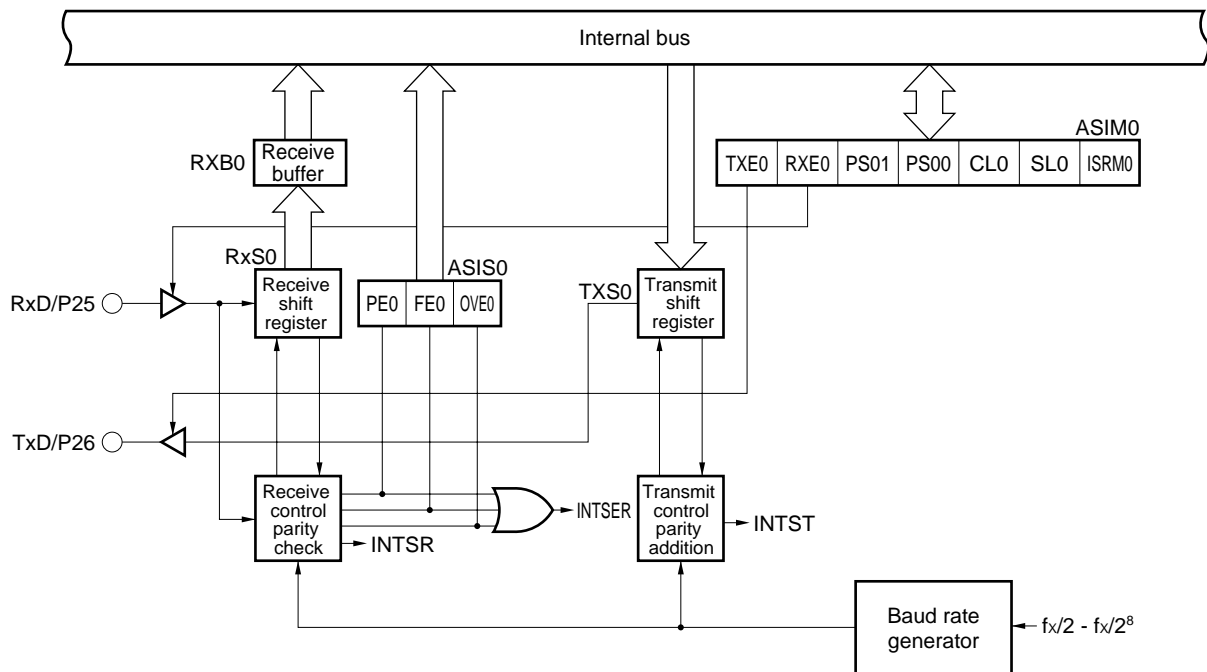 Internal bus
ASIM0
RXB0
Receive
buffer
TXE0 RXE0 PS01 PS00 CL0 SL0 ISRM0
RxS0
ASIS0
RxD/P25
Receive
shift
register
PE0 FE0 OVE0
TXS0
Transmit
shift
register
TxD/P26
Receive
control
parity
check
INTSER
INTSR
Transmit
control
parity
addition
INTST
Baud rate
generator
fx/2 - fx/2⁸